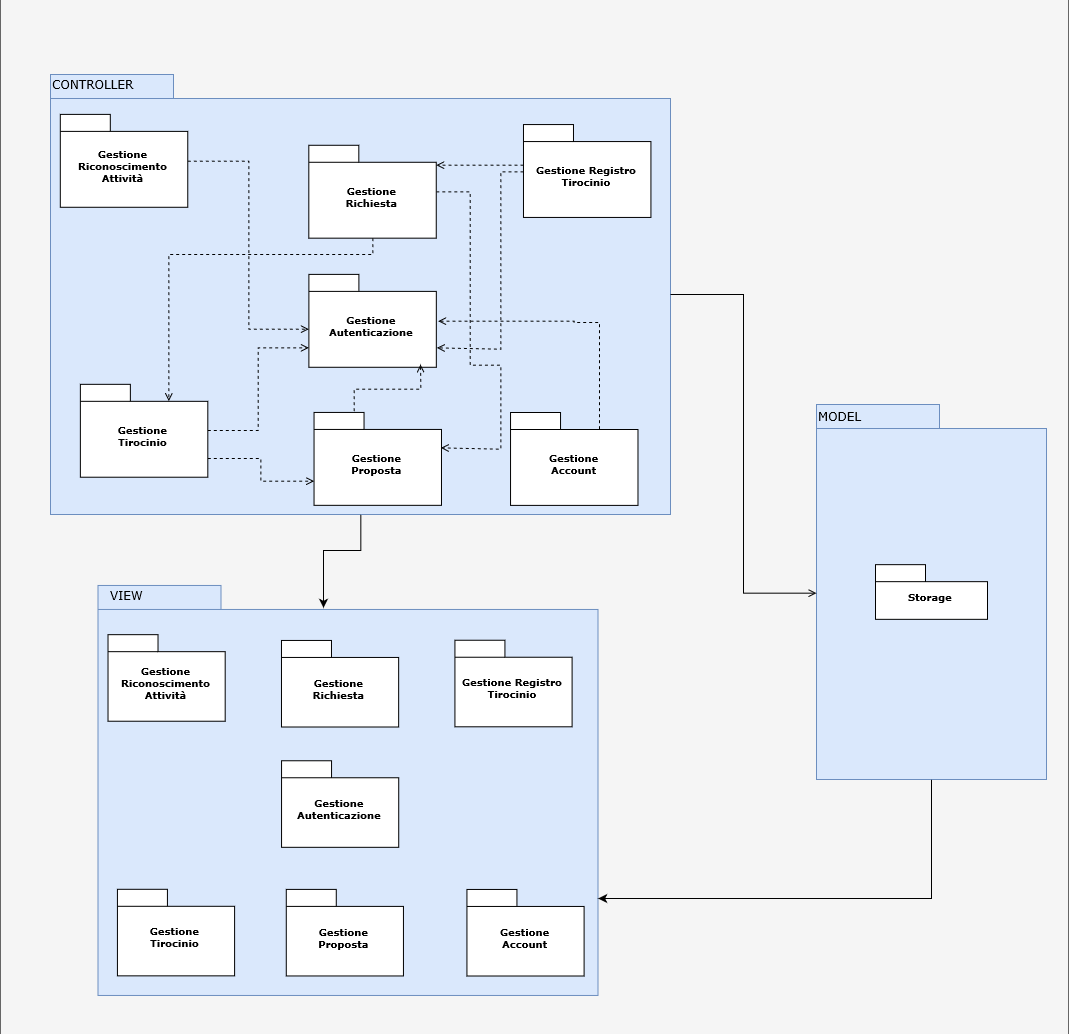 CONTROLLER
Gestione
Riconoscimento
Attività
Gestione
Richiesta
Gestione Registro
Tirocinio
Gestione
Autenticazione
Gestione
Tirocinio
Gestione
Proposta
Gestione
Account
MODEL
Storage
VIEW
Gestione
Riconoscimento
Attività
Gestione
Richiesta
Gestione Registro
Tirocinio
Gestione
Autenticazione
Gestione
Tirocinio
Gestione
Proposta
Gestione
Account